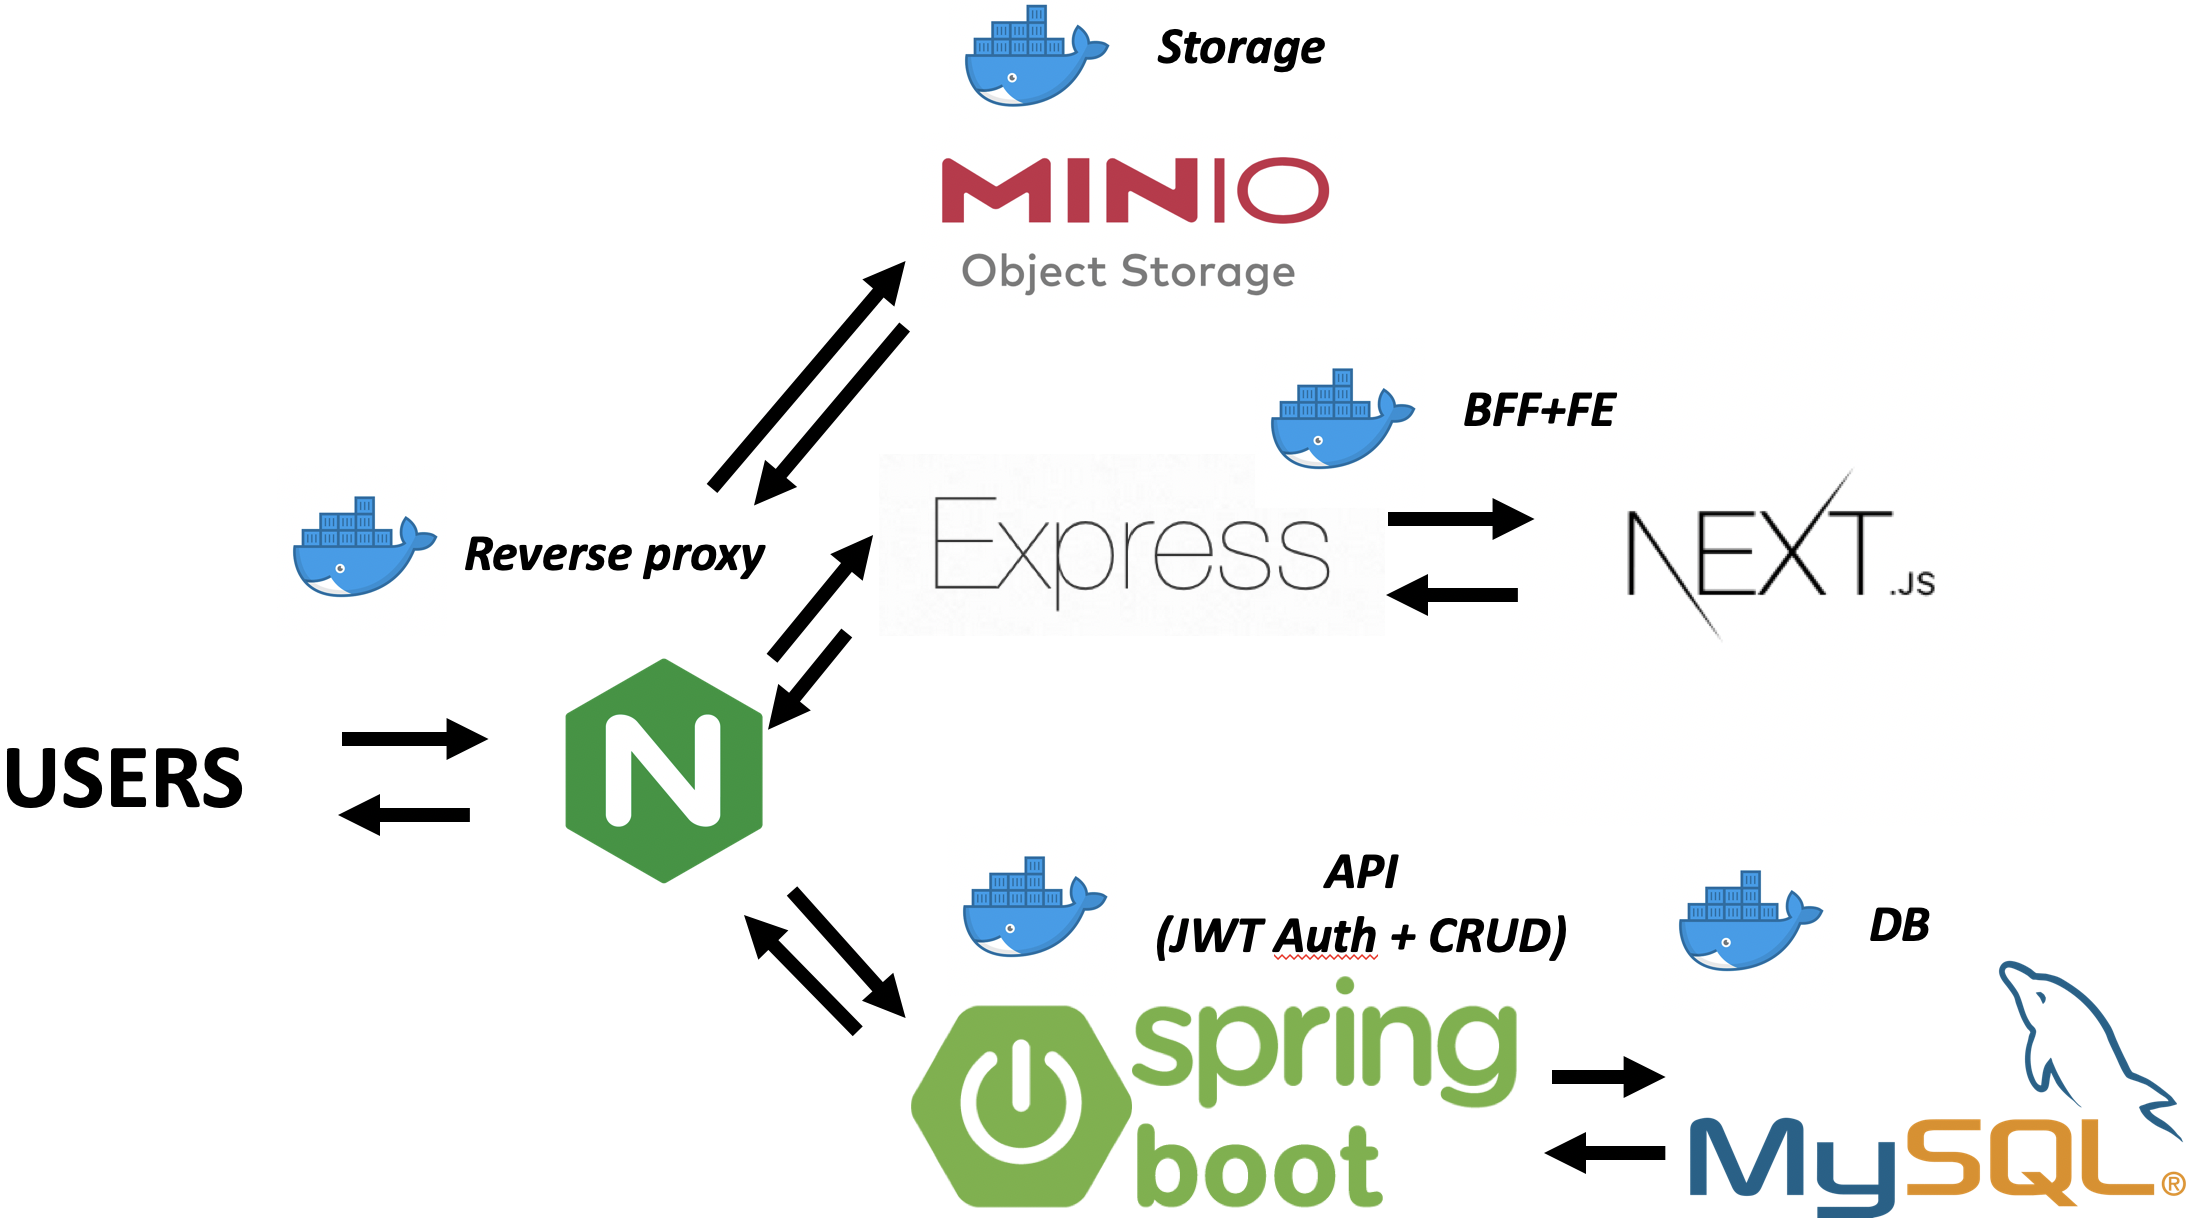 Storage
MINIO
Object Storage
BFF+FE
Reverse proxy
Express
NEXT.JS
N
USERS
API
(JWT Auth + CRUD)
DB
spring
boot
MySQL®